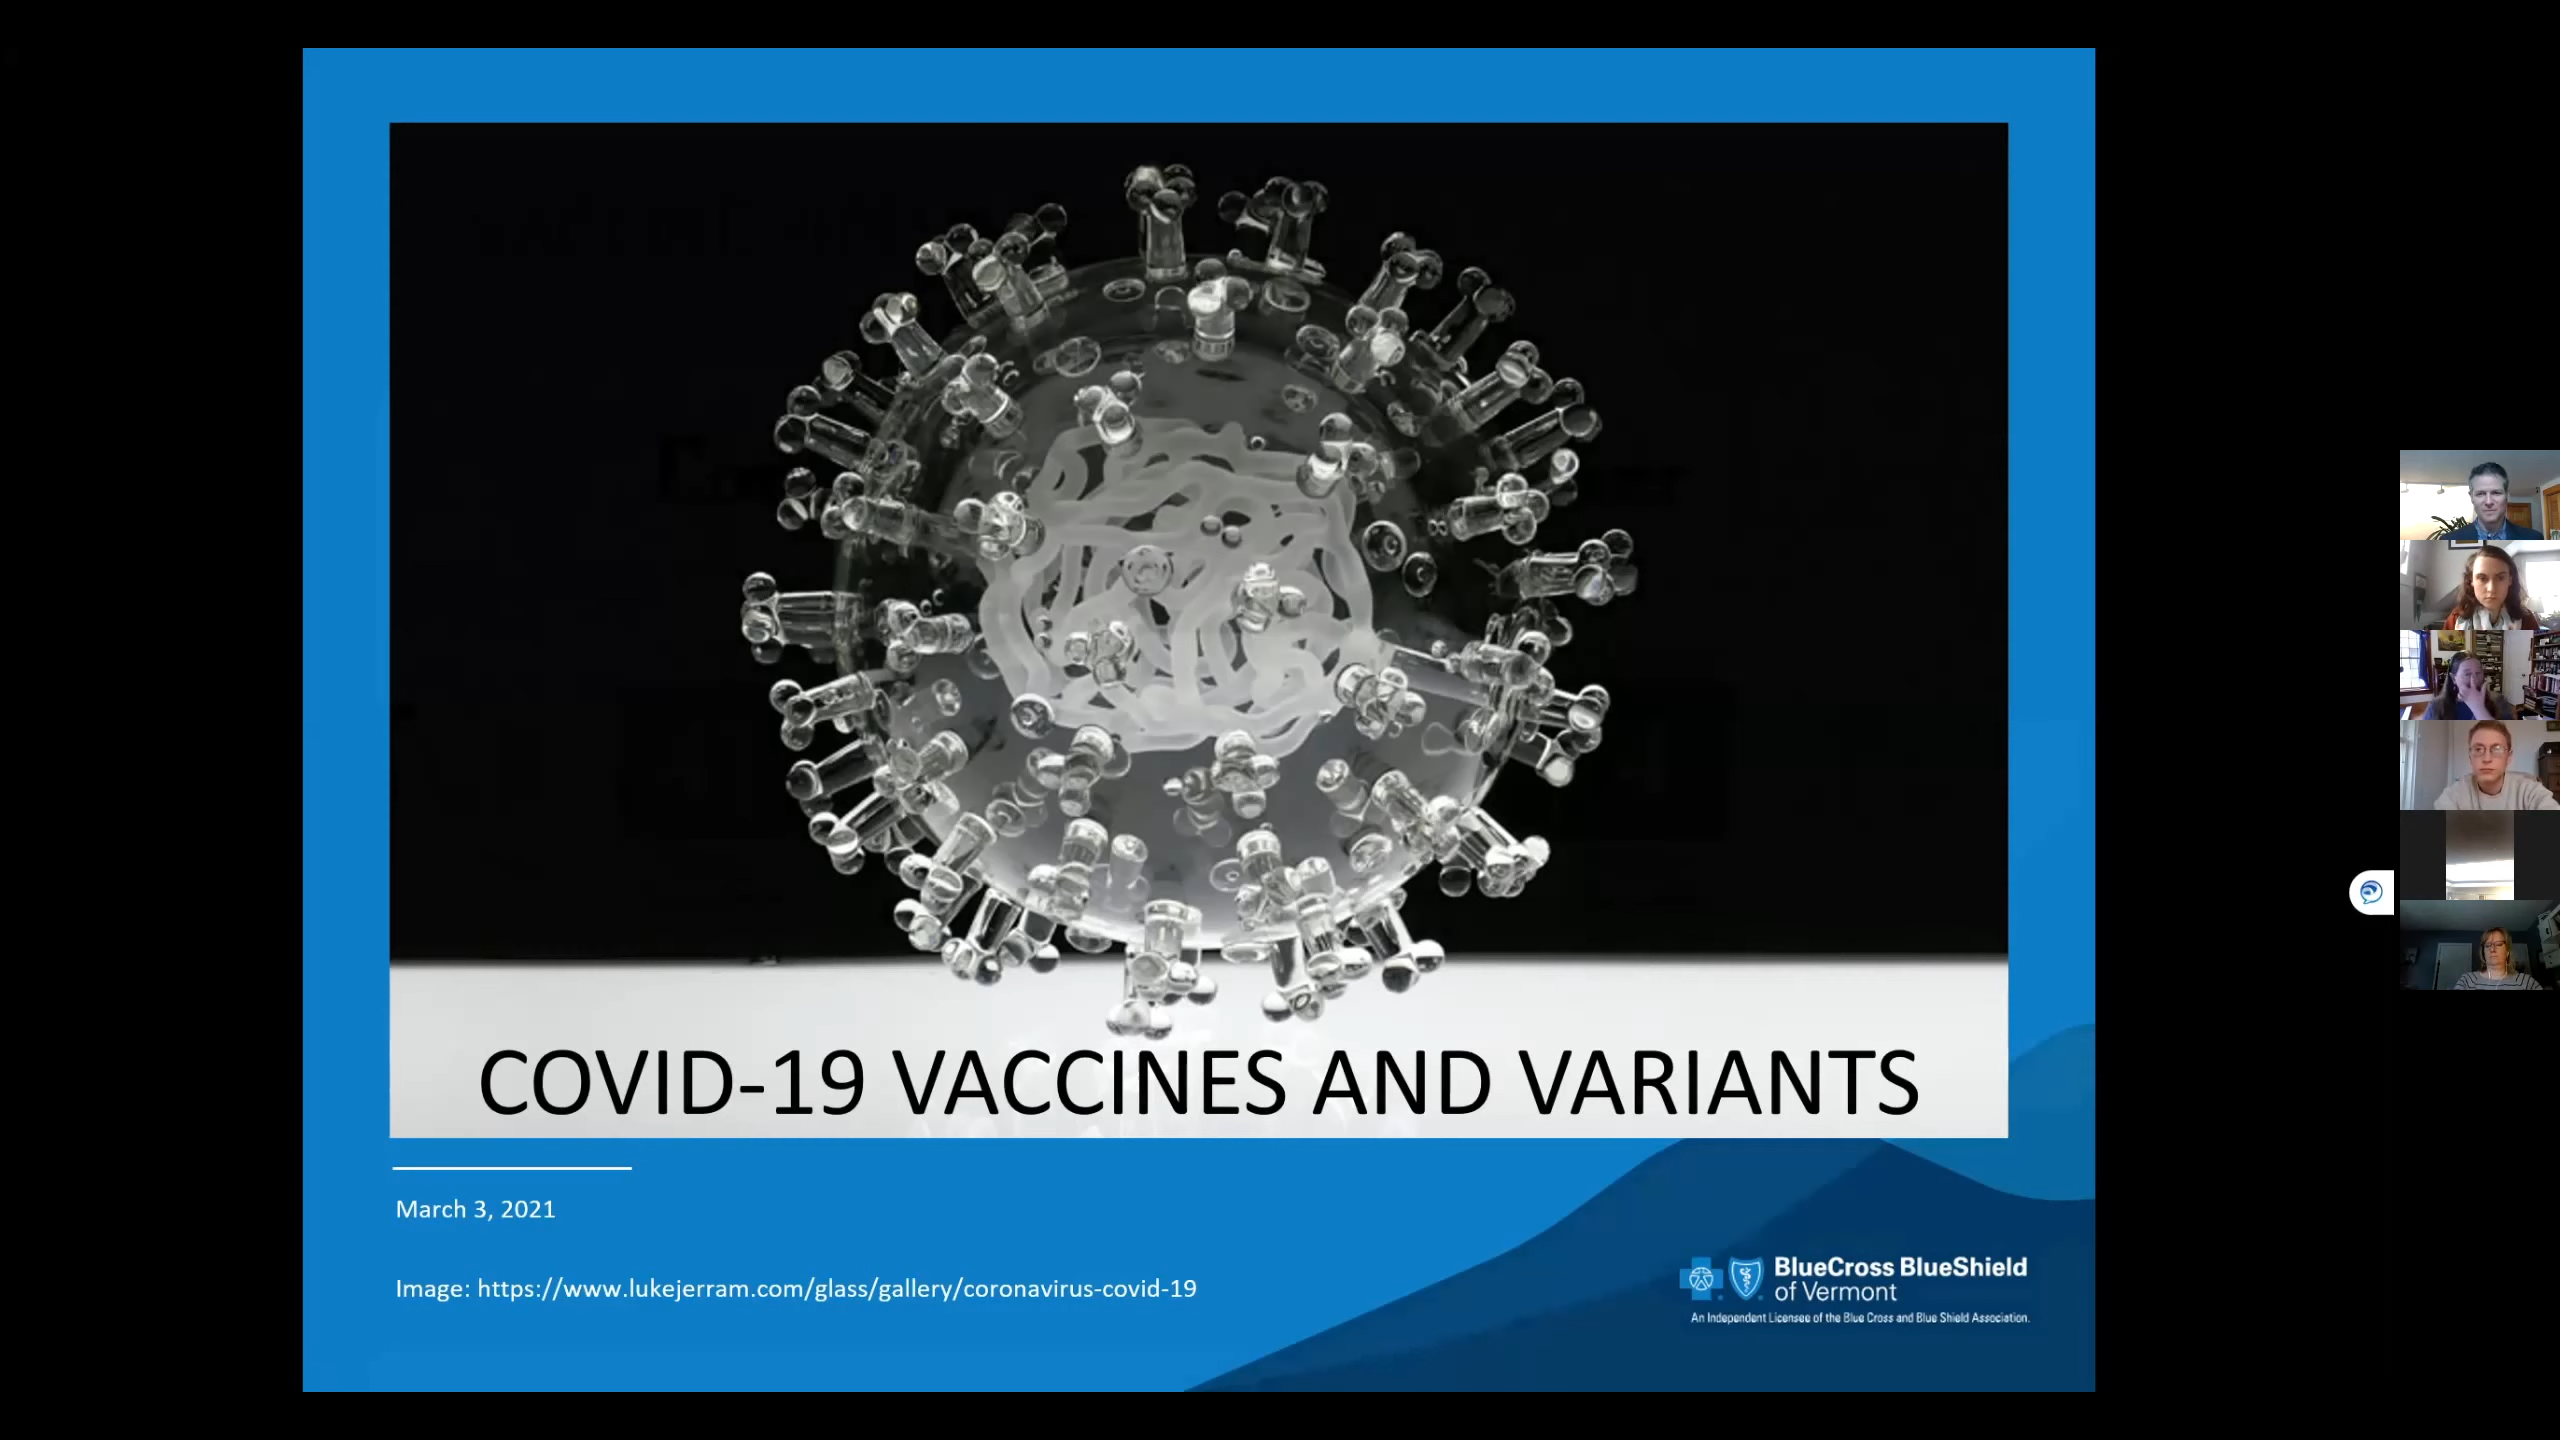 COVID-19 VACCINES AND VARIANTS
March 3, 2021
Image: https://www.lukejerram.com/glass/gallery/coronavirus-covid-19
BlueCross BlueShield
of Vermont
An Independent Licensee of the Blue Cross and Blue Shield Association.